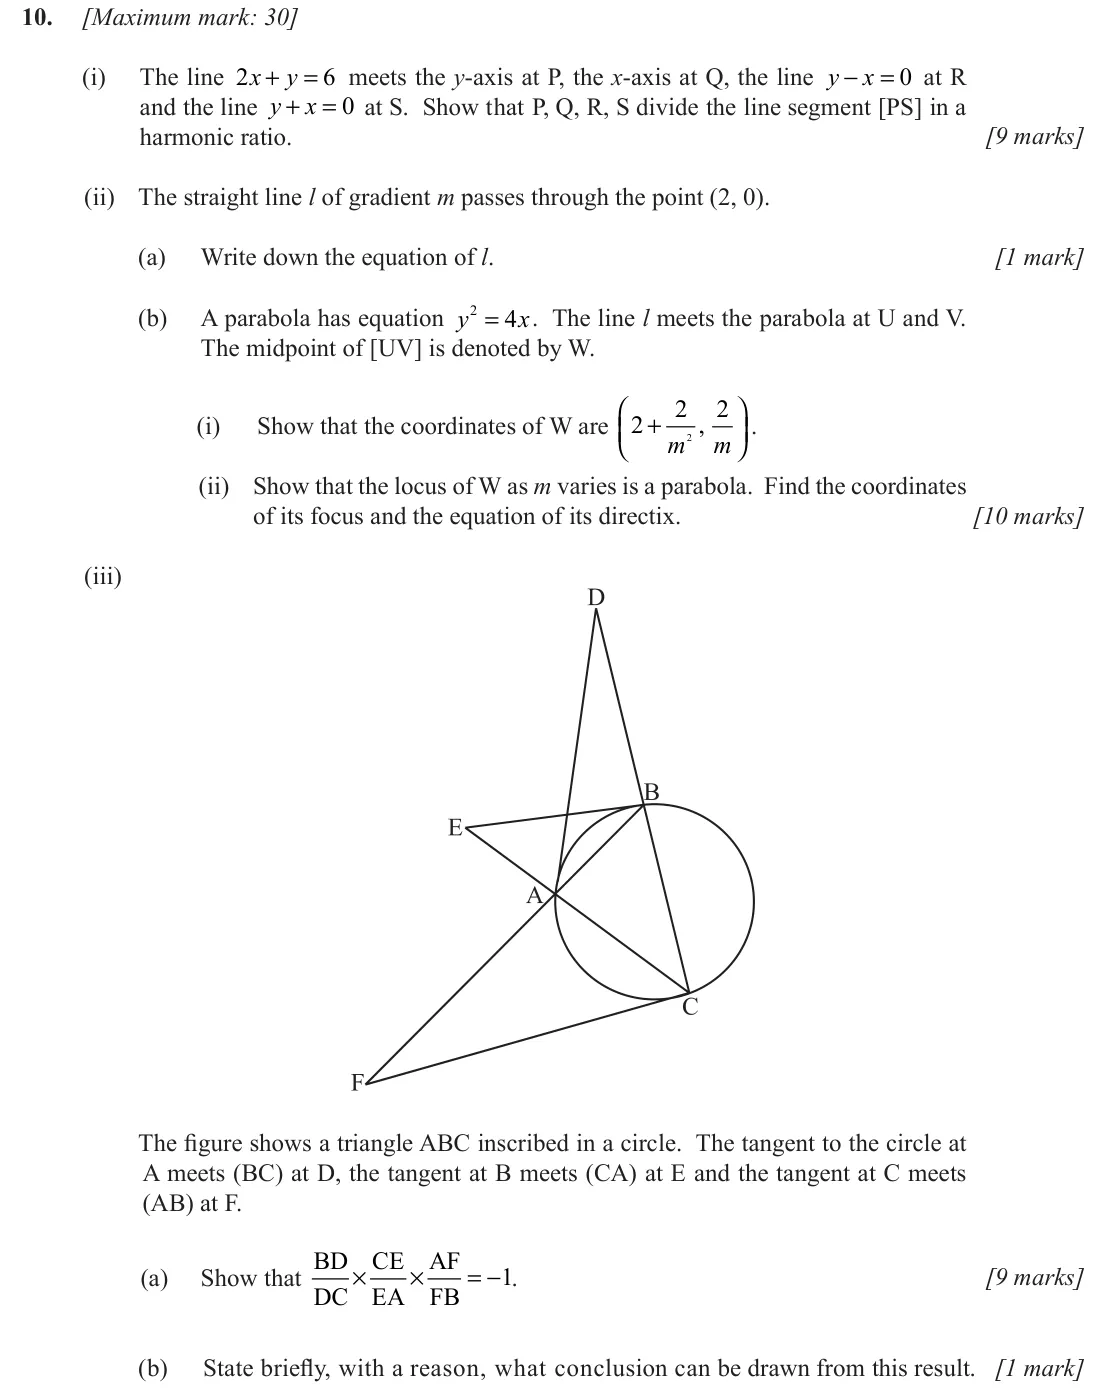 10. [Maximum mark: 30]
(i) The line 2x + y = 6 meets the y-axis at P, the x-axis at Q, the line y − x = 0 at R
and the line y + x = 0 at S. Show that P, Q, R, S divide the line segment [PS] in a
harmonic ratio. [9 marks]
(ii) The straight line l of gradient m passes through the point (2, 0).
(a) Write down the equation of l. [1 mark]
(b) A parabola has equation y² = 4x. The line l meets the parabola at U and V.
The midpoint of [UV] is denoted by W.
(i) Show that the coordinates of W are (2 + 2/m², 2/m).
(ii) Show that the locus of W as m varies is a parabola. Find the coordinates
of its focus and the equation of its directix. [10 marks]
(iii)
D
B
E
A
C
F
The figure shows a triangle ABC inscribed in a circle. The tangent to the circle at
A meets (BC) at D, the tangent at B meets (CA) at E and the tangent at C meets
(AB) at F.
(a) Show that BD/DC × CE/EA × AF/FB = −1. [9 marks]
(b) State briefly, with a reason, what conclusion can be drawn from this result. [1 mark]